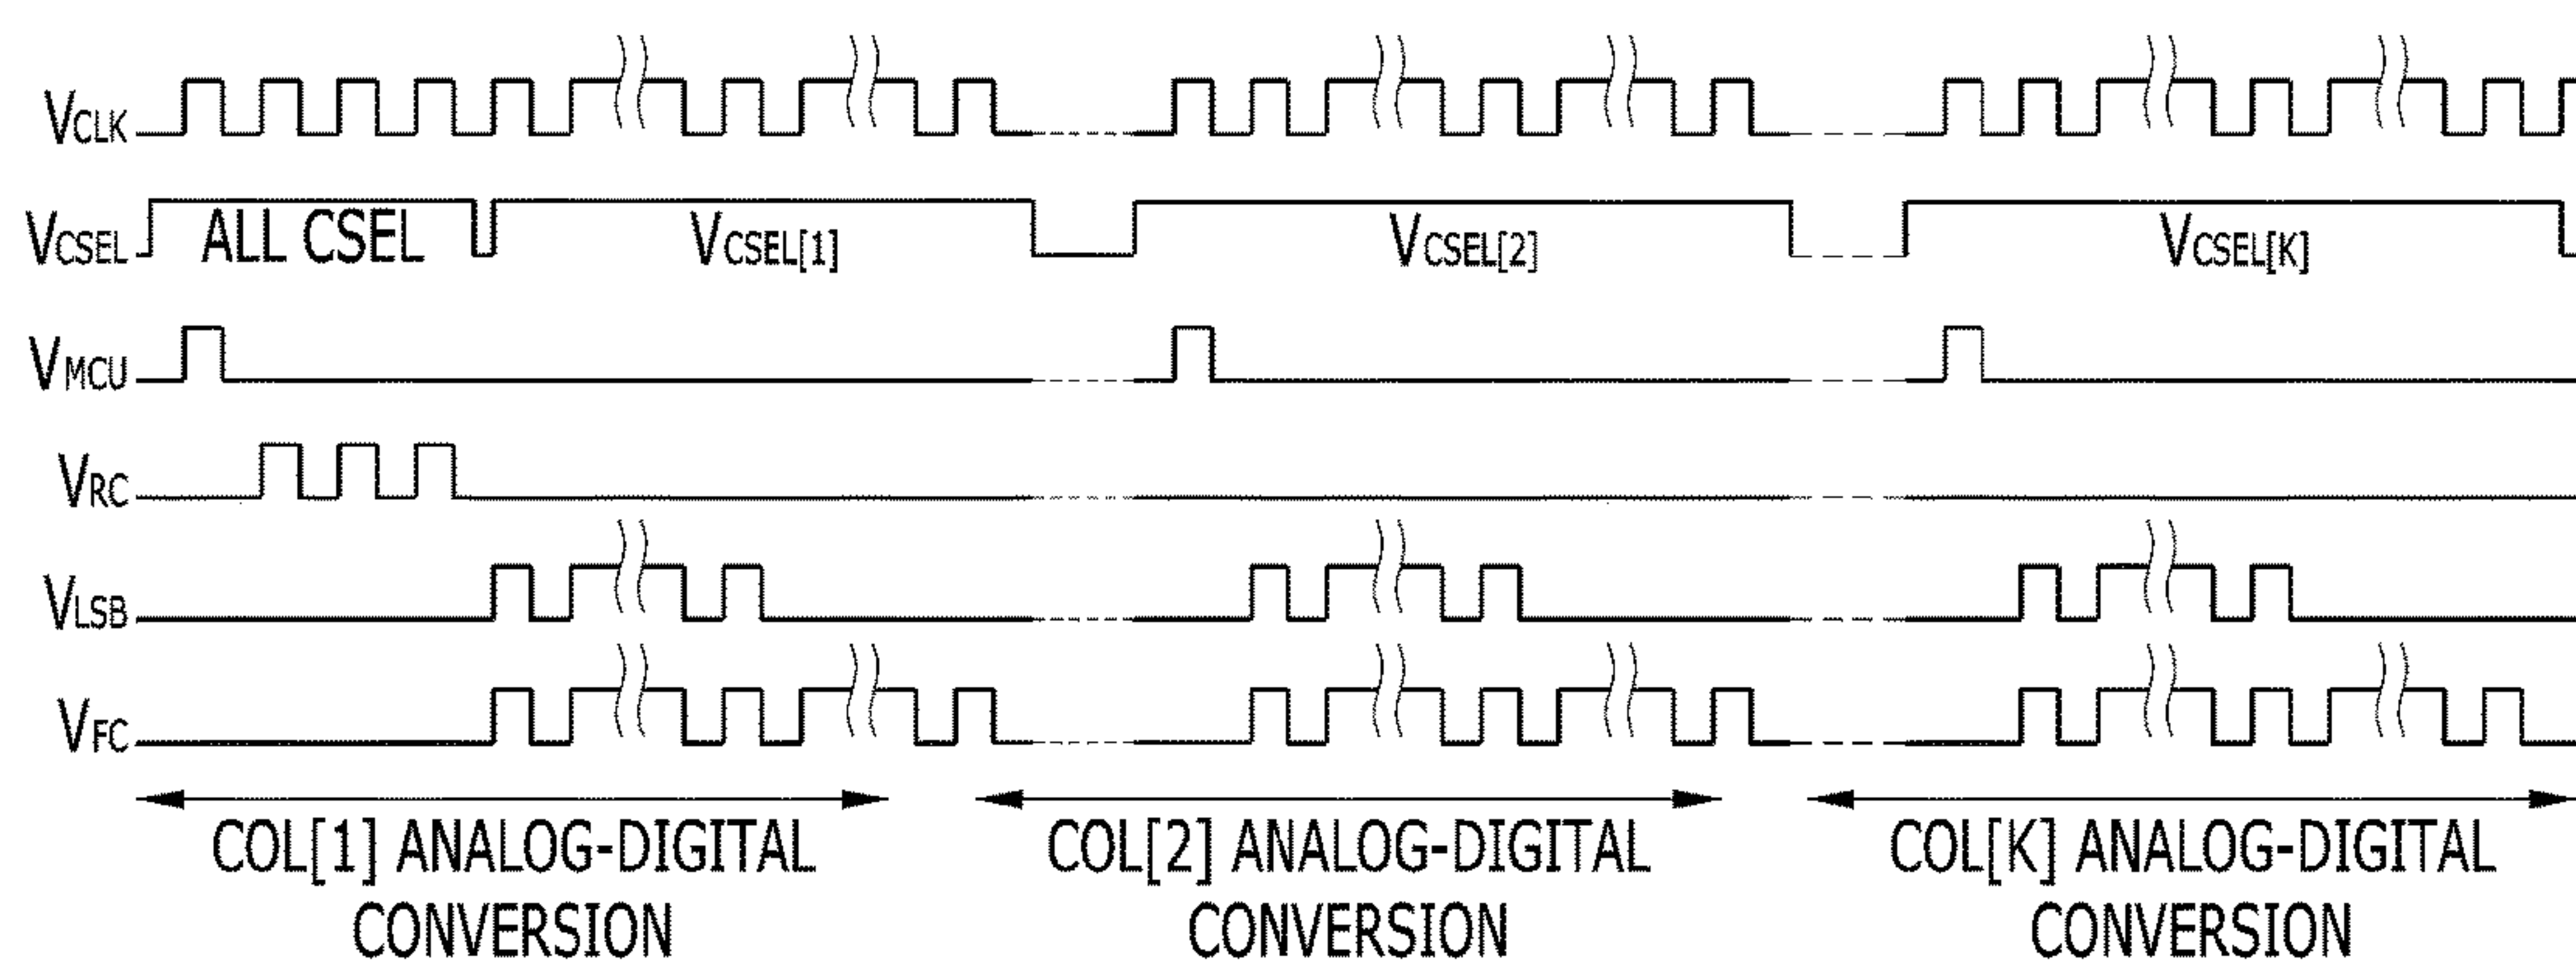 VCLK
VCSEL ALL CSEL VCSEL[1] VCSEL[2] VCSEL[K]
VMCU
VRC
VLSB
VFC
COL[1] ANALOG-DIGITAL CONVERSION
COL[2] ANALOG-DIGITAL CONVERSION
COL[K] ANALOG-DIGITAL CONVERSION